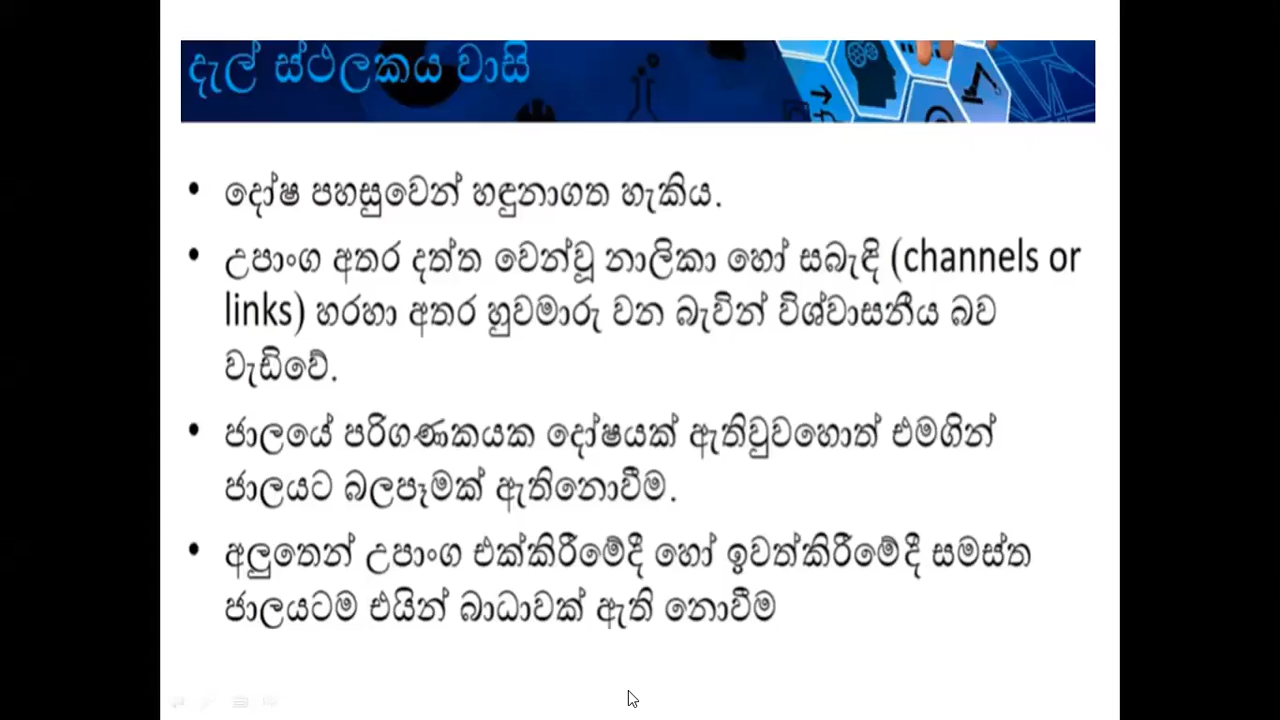 දැල් ස්ථලකය වාසි
• දෝෂ පහසුවෙන් හඳුනාගත හැකිය.
• උපාංග අතර දත්ත වෙන්වූ නාලිකා හෝ සබැඳි (channels or
links) හරහා අතර හුවමාරු වන බැවින් විශ්වාසනීය බව
වැඩිවේ.
• ජාලයේ පරිගණකයක දෝෂයක් ඇතිවුවහොත් එමගින්
ජාලයට බලපෑමක් ඇතිනොවීම.
• අලුතෙන් උපාංග එක්කිරීමේදී හෝ ඉවත්කිරීමේදී සමස්ත
ජාලයටම එයින් බාධාවක් ඇති නොවීම